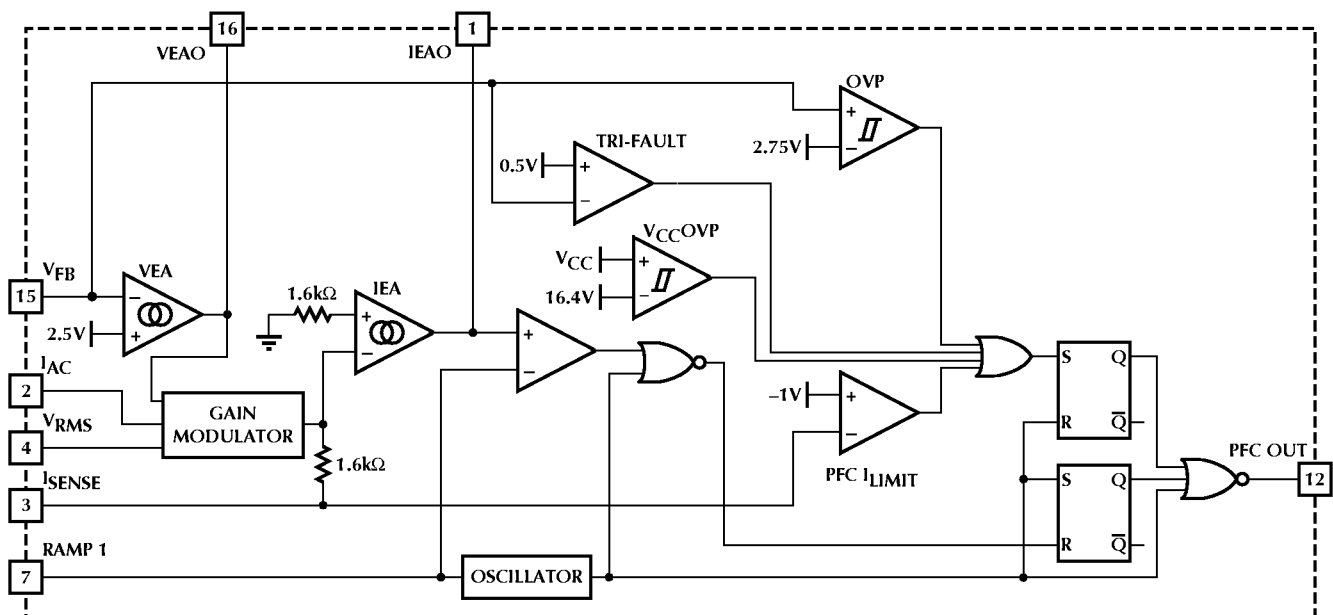 16
VEAO
1
IEAO
OVP
+
−
2.75V
TRI-FAULT
0.5V
+
−
VCCOVP
VCC
+
16.4V
−
VFB
15
VEA
−
2.5V
+
1.6kΩ
IEA
+
−
+
−
IAC
2
VRMS
4
GAIN
MODULATOR
1.6kΩ
ISENSE
3
−1V
+
−
PFC ILIMIT
S
Q
R
Q̅
S
Q
R
Q̅
PFC OUT
12
RAMP 1
7
OSCILLATOR